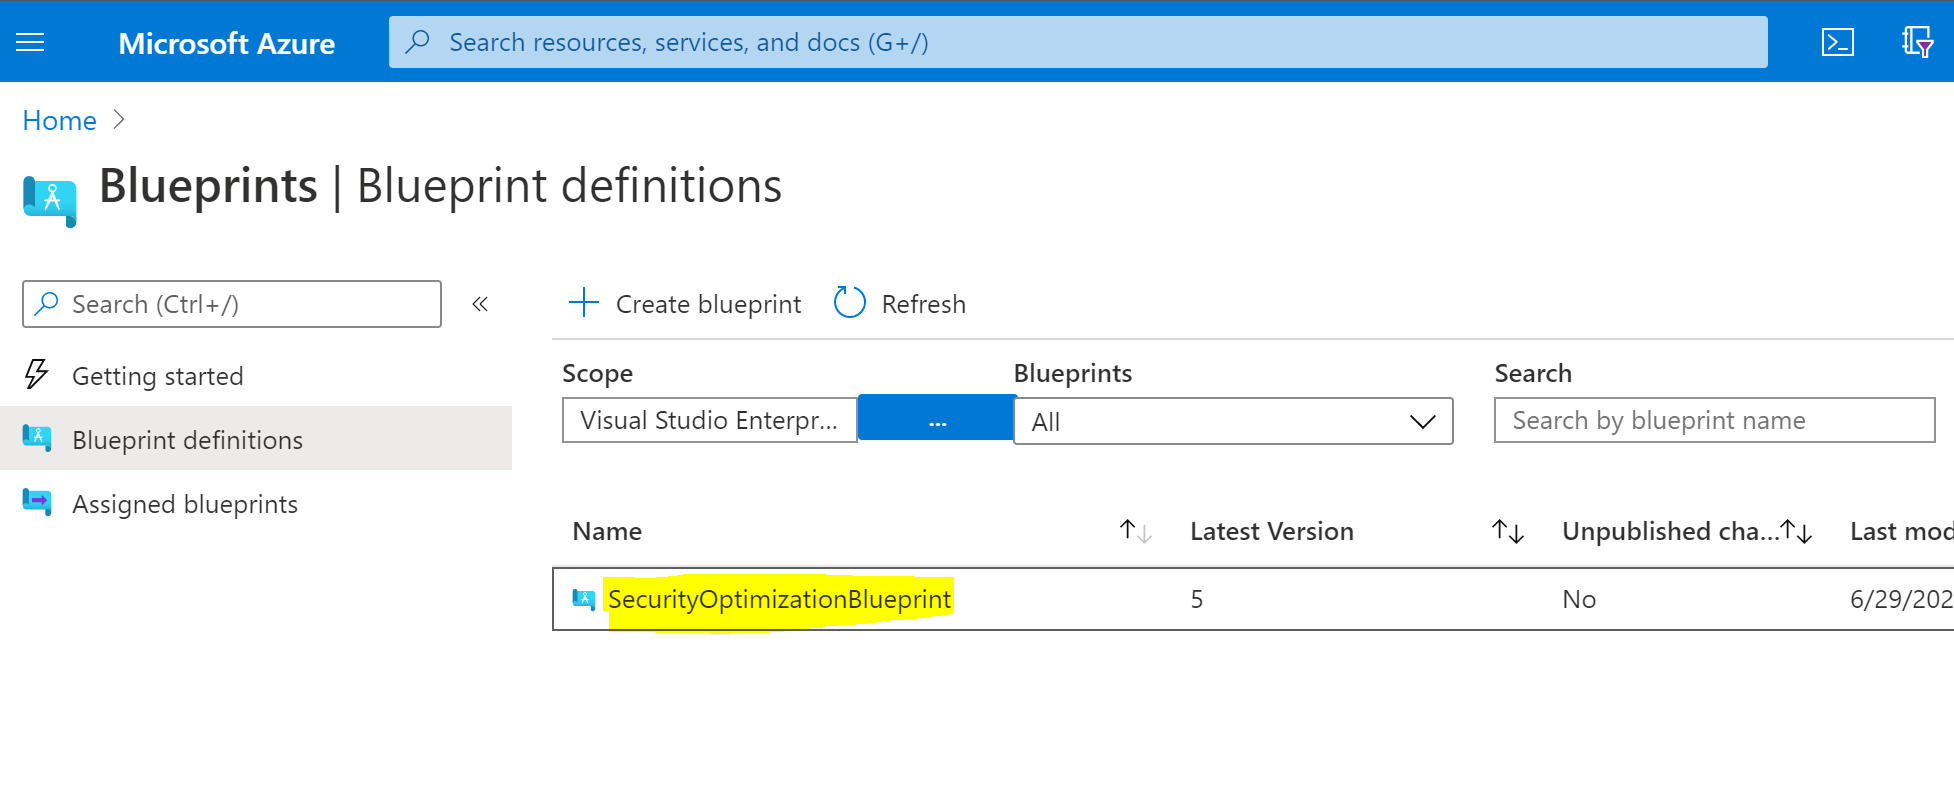 Microsoft Azure
Search resources, services, and docs (G+/)
Home
Blueprints | Blueprint definitions
Search (Ctrl+/)
«
Getting started
Blueprint definitions
Assigned blueprints
Create blueprint
Refresh
Scope
Blueprints
Search
Visual Studio Enterpr...
...
All
Search by blueprint name
Name
Latest Version
Unpublished cha...
Last mod
SecurityOptimizationBlueprint
5
No
6/29/202